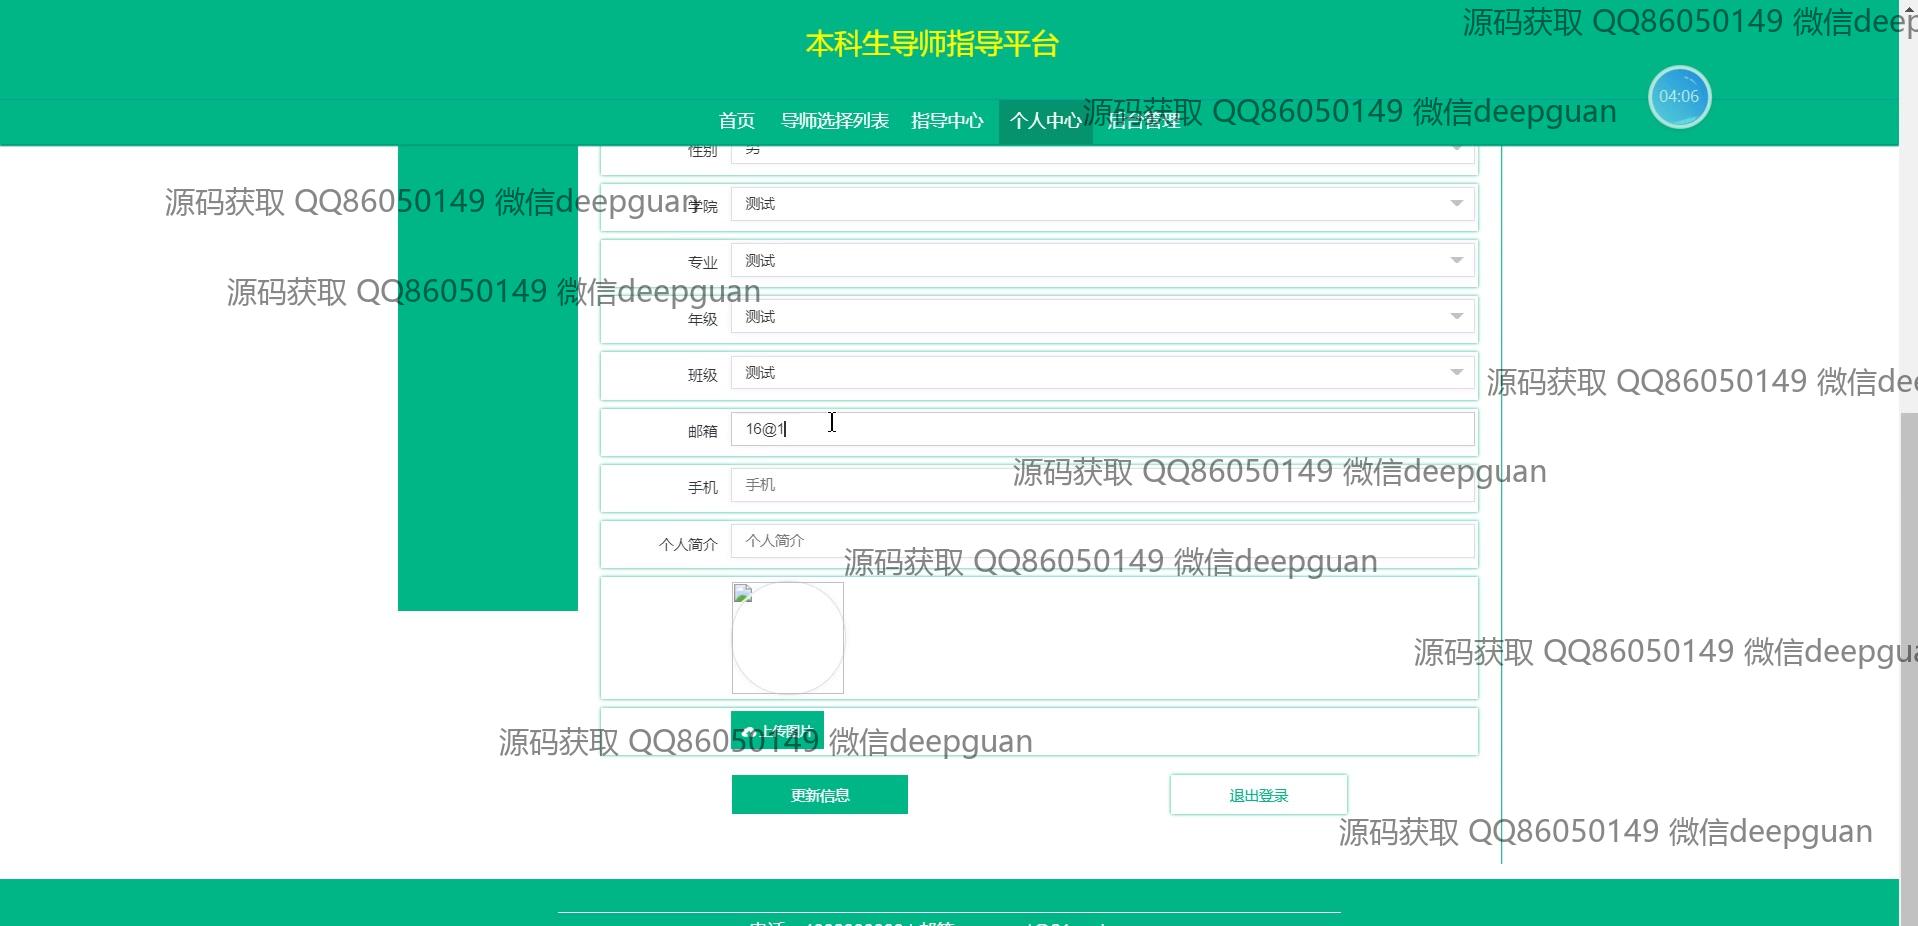 源码获取 QQ86050149 微信deep
本科生导师指导平台
04:06
首页 导师选择列表 指导中心 个人中心 后台管理
源码获取 QQ86050149 微信deepguan
性别 男
源码获取 QQ86050149 微信deepguan
学院 测试
专业 测试
源码获取 QQ86050149 微信deepguan
年级 测试
班级 测试
源码获取 QQ86050149 微信dee
邮箱 16@1
源码获取 QQ86050149 微信deepguan
手机 手机
个人简介 个人简介
源码获取 QQ86050149 微信deepguan
源码获取 QQ86050149 微信deepgua
上传图片
源码获取 QQ86050149 微信deepguan
更新信息 退出登录
源码获取 QQ86050149 微信deepguan